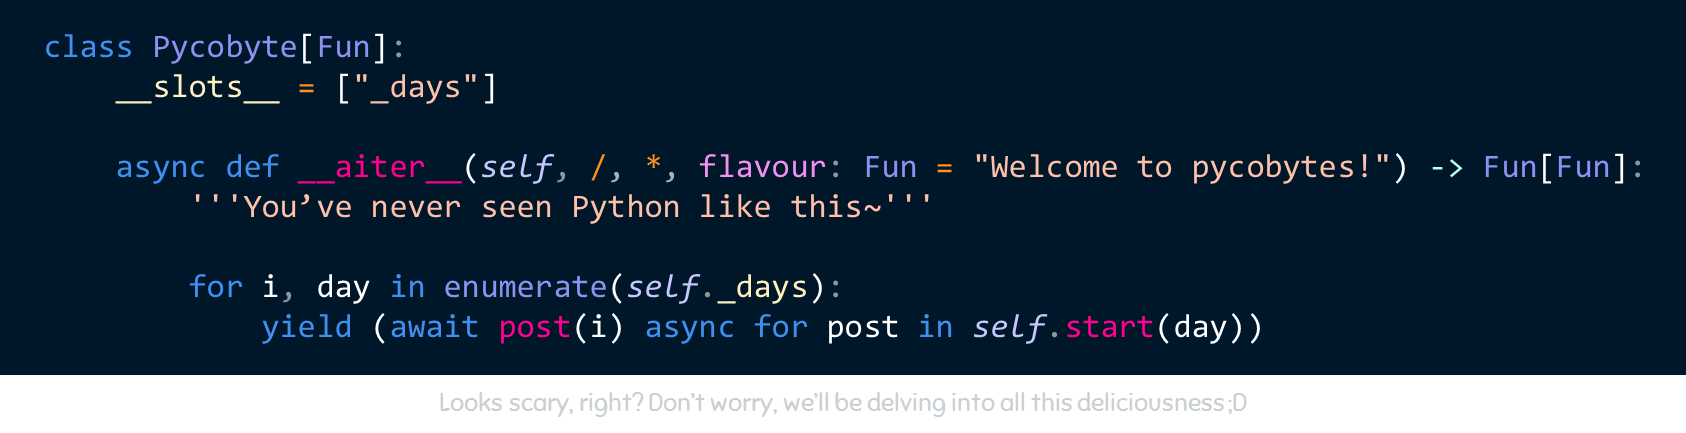 class Pycobyte[Fun]:
    __slots__ = ["_days"]
    async def __aiter__(self, /, *, flavour: Fun = "Welcome to pycobytes!") -> Fun[Fun]:
        '''You’ve never seen Python like this~'''
        for i, day in enumerate(self._days):
            yield (await post(i) async for post in self.start(day))
Looks scary, right? Don’t worry, we’ll be delving into all this deliciousness ;D